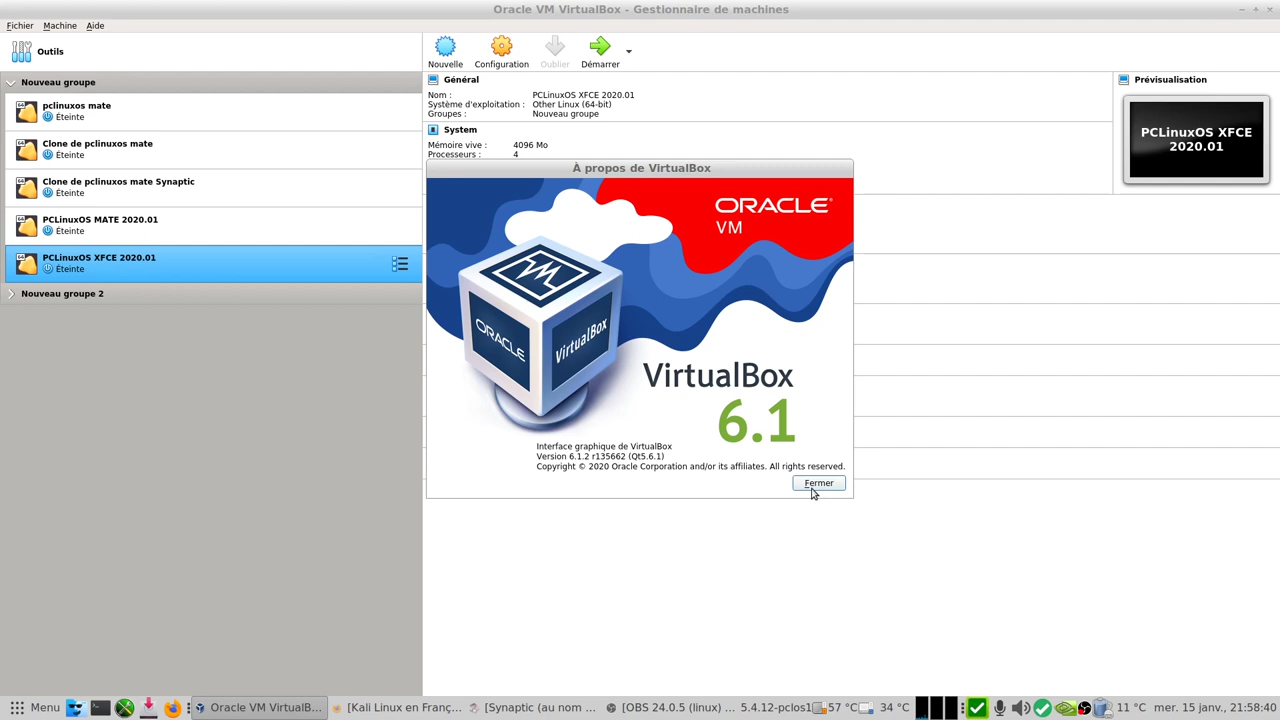 Oracle VM VirtualBox - Gestionnaire de machines
Fichier Machine Aide
Outils
Nouvelle Configuration Oublier Démarrer
Nouveau groupe
pclinuxos mate
Éteinte
Clone de pclinuxos mate
Éteinte
Clone de pclinuxos mate Synaptic
Éteinte
PCLinuxOS MATE 2020.01
Éteinte
PCLinuxOS XFCE 2020.01
Éteinte
Nouveau groupe 2
Général
Nom : PCLinuxOS XFCE 2020.01
Système d'exploitation : Other Linux (64-bit)
Groupes : Nouveau groupe
System
Mémoire vive : 4096 Mo
Processeurs : 4
Prévisualisation
PCLinuxOS XFCE
2020.01
À propos de VirtualBox
ORACLE®
VM
ORACLE
VirtualBox
VirtualBox
6.1
Interface graphique de VirtualBox
Version 6.1.2 r135662 (Qt5.6.1)
Copyright © 2020 Oracle Corporation and/or its affiliates. All rights reserved.
Fermer
Menu Oracle VM VirtualB... [Kali Linux en Franç... [Synaptic (au nom ... [OBS 24.0.5 (linux) ... 5.4.12-pclos1 57 °C 34 °C 11 °C mer. 15 janv., 21:58:40